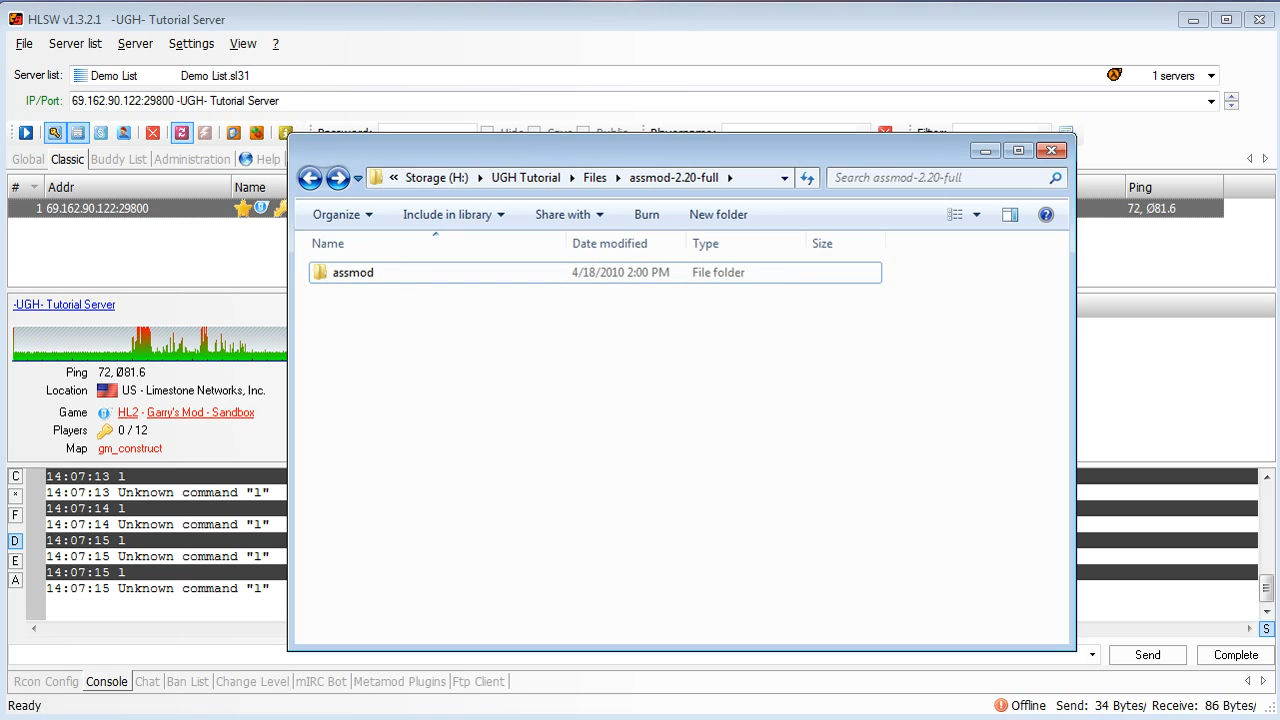 HLSW v1.3.2.1 -UGH- Tutorial Server
File Server list Server Settings View ?
Server list: Demo List Demo List.sl31 1 servers
IP/Port: 69.162.90.122:29800 -UGH- Tutorial Server
Global Classic Buddy List Administration Help
# Addr Name Ping
1 69.162.90.122:29800 72, Ø81.6
« Storage (H:) UGH Tutorial Files assmod-2.20-full Search assmod-2.20-full
Organize Include in library Share with Burn New folder
Name Date modified Type Size
assmod 4/18/2010 2:00 PM File folder
-UGH- Tutorial Server
Ping 72, Ø81.6
Location US - Limestone Networks, Inc.
Game HL2 - Garry's Mod - Sandbox
Players 0 / 12
Map gm_construct
C 14:07:13 l
* 14:07:13 Unknown command "l"
F 14:07:14 l
14:07:14 Unknown command "l"
D 14:07:15 l
E 14:07:15 Unknown command "l"
A 14:07:15 l
14:07:15 Unknown command "l"
S
Send Complete
Rcon Config Console Chat Ban List Change Level mIRC Bot Metamod Plugins Ftp Client
Ready Offline Send: 34 Bytes/ Receive: 86 Bytes/